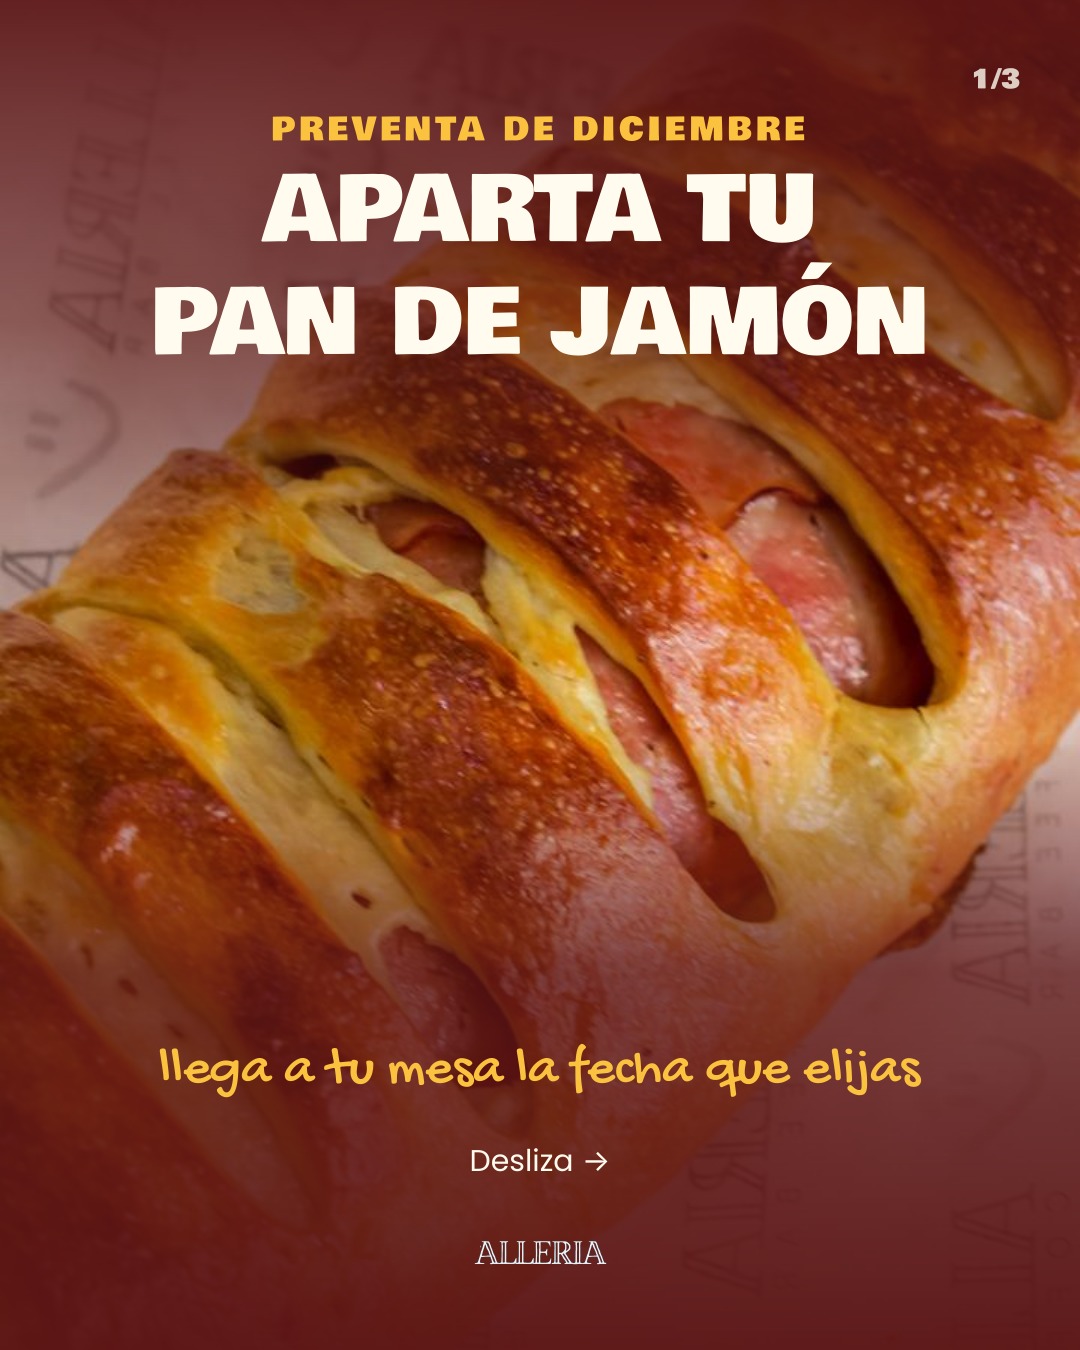 1/3
PREVENTA DE DICIEMBRE
APARTA TU
PAN DE JAMÓN
llega a tu mesa la fecha que elijas
Desliza →
ALLERIA